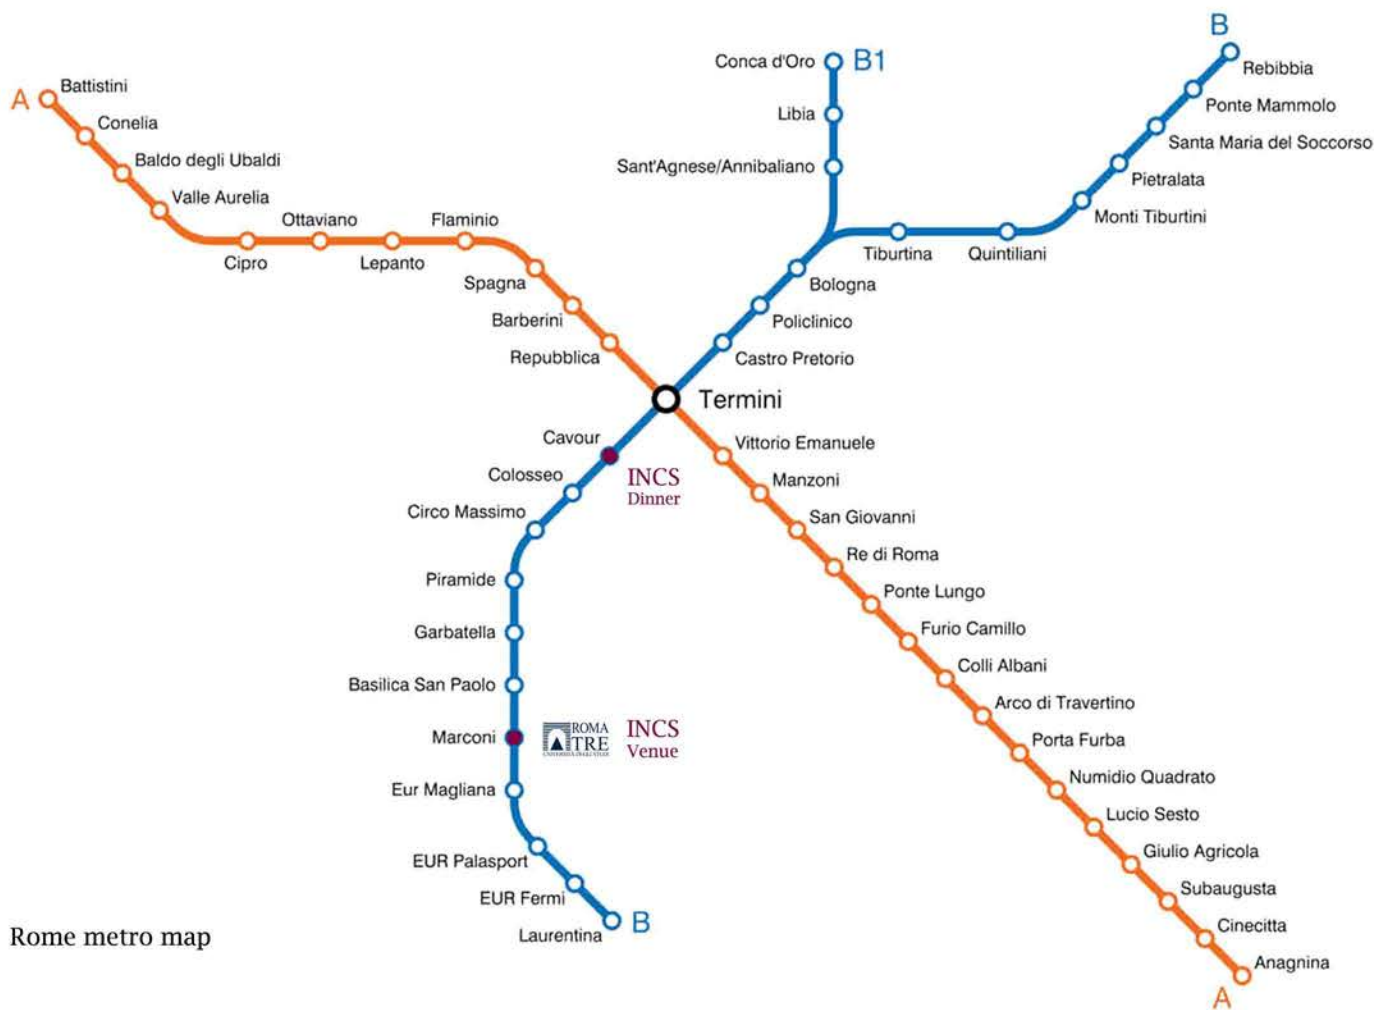 B
Conca d'Oro
B1
Rebibbia
A
Battistini
Ponte Mammolo
Libia
Conelia
Santa Maria del Soccorso
Baldo degli Ubaldi
Sant'Agnese/Annibaliano
Pietralata
Valle Aurelia
Monti Tiburtini
Ottaviano
Flaminio
Cipro
Lepanto
Tiburtina
Quintiliani
Spagna
Bologna
Barberini
Policlinico
Repubblica
Castro Pretorio
Termini
Cavour
Vittorio Emanuele
INCS
Dinner
Colosseo
Manzoni
Circo Massimo
San Giovanni
Re di Roma
Piramide
Ponte Lungo
Garbatella
Furio Camillo
Colli Albani
Basilica San Paolo
Arco di Travertino
Marconi
ROMA
TRE
INCS
Venue
Porta Furba
Eur Magliana
Numidio Quadrato
Lucio Sesto
EUR Palasport
Giulio Agricola
EUR Fermi
Subaugusta
Laurentina
B
Cinecitta
Rome metro map
Anagnina
A